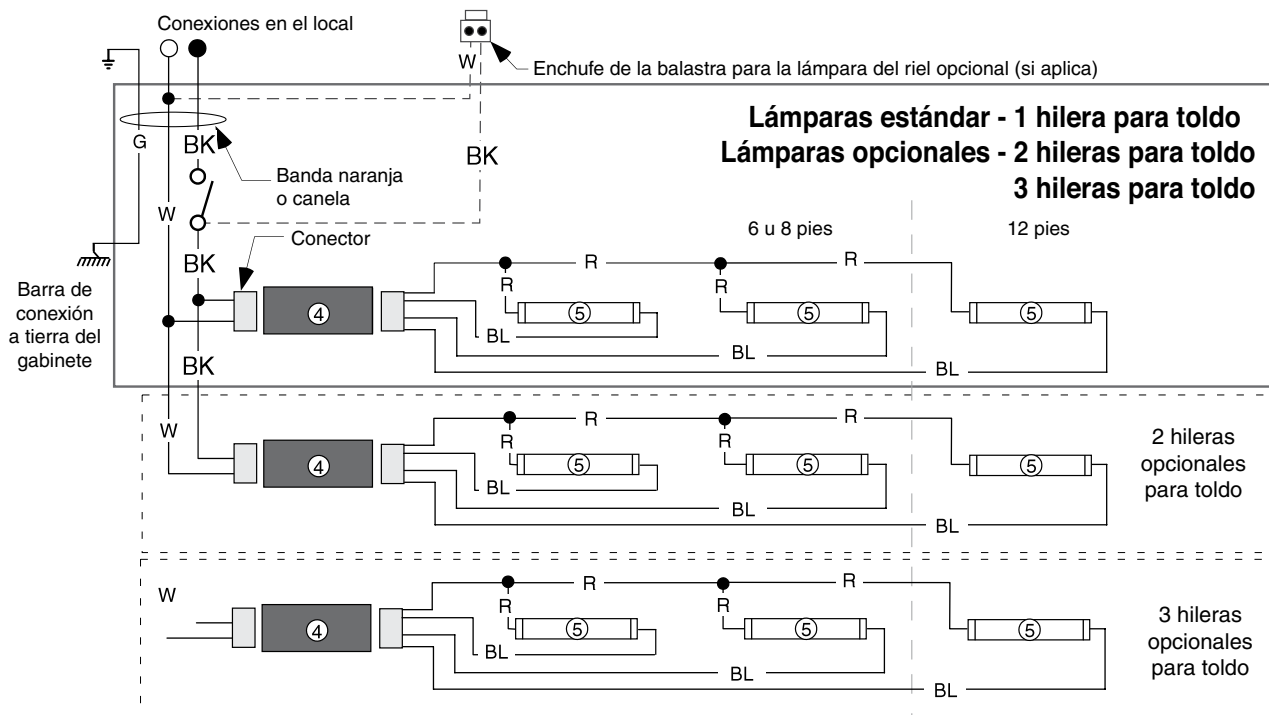 Conexiones en el local
W
Enchufe de la balastra para la lámpara del riel opcional (si aplica)
Lámparas estándar - 1 hilera para toldo
Lámparas opcionales - 2 hileras para toldo
3 hileras para toldo
G
BK
BK
Banda naranja
o canela
W
Conector
6 u 8 pies
12 pies
BK
R
R
R
R
Barra de
conexión
a tierra del
gabinete
4
5
5
5
BL
BL
BL
BK
W
R
R
R
R
4
5
5
5
BL
BL
BL
2 hileras
opcionales
para toldo
W
R
R
R
R
4
5
5
5
BL
BL
BL
3 hileras
opcionales
para toldo